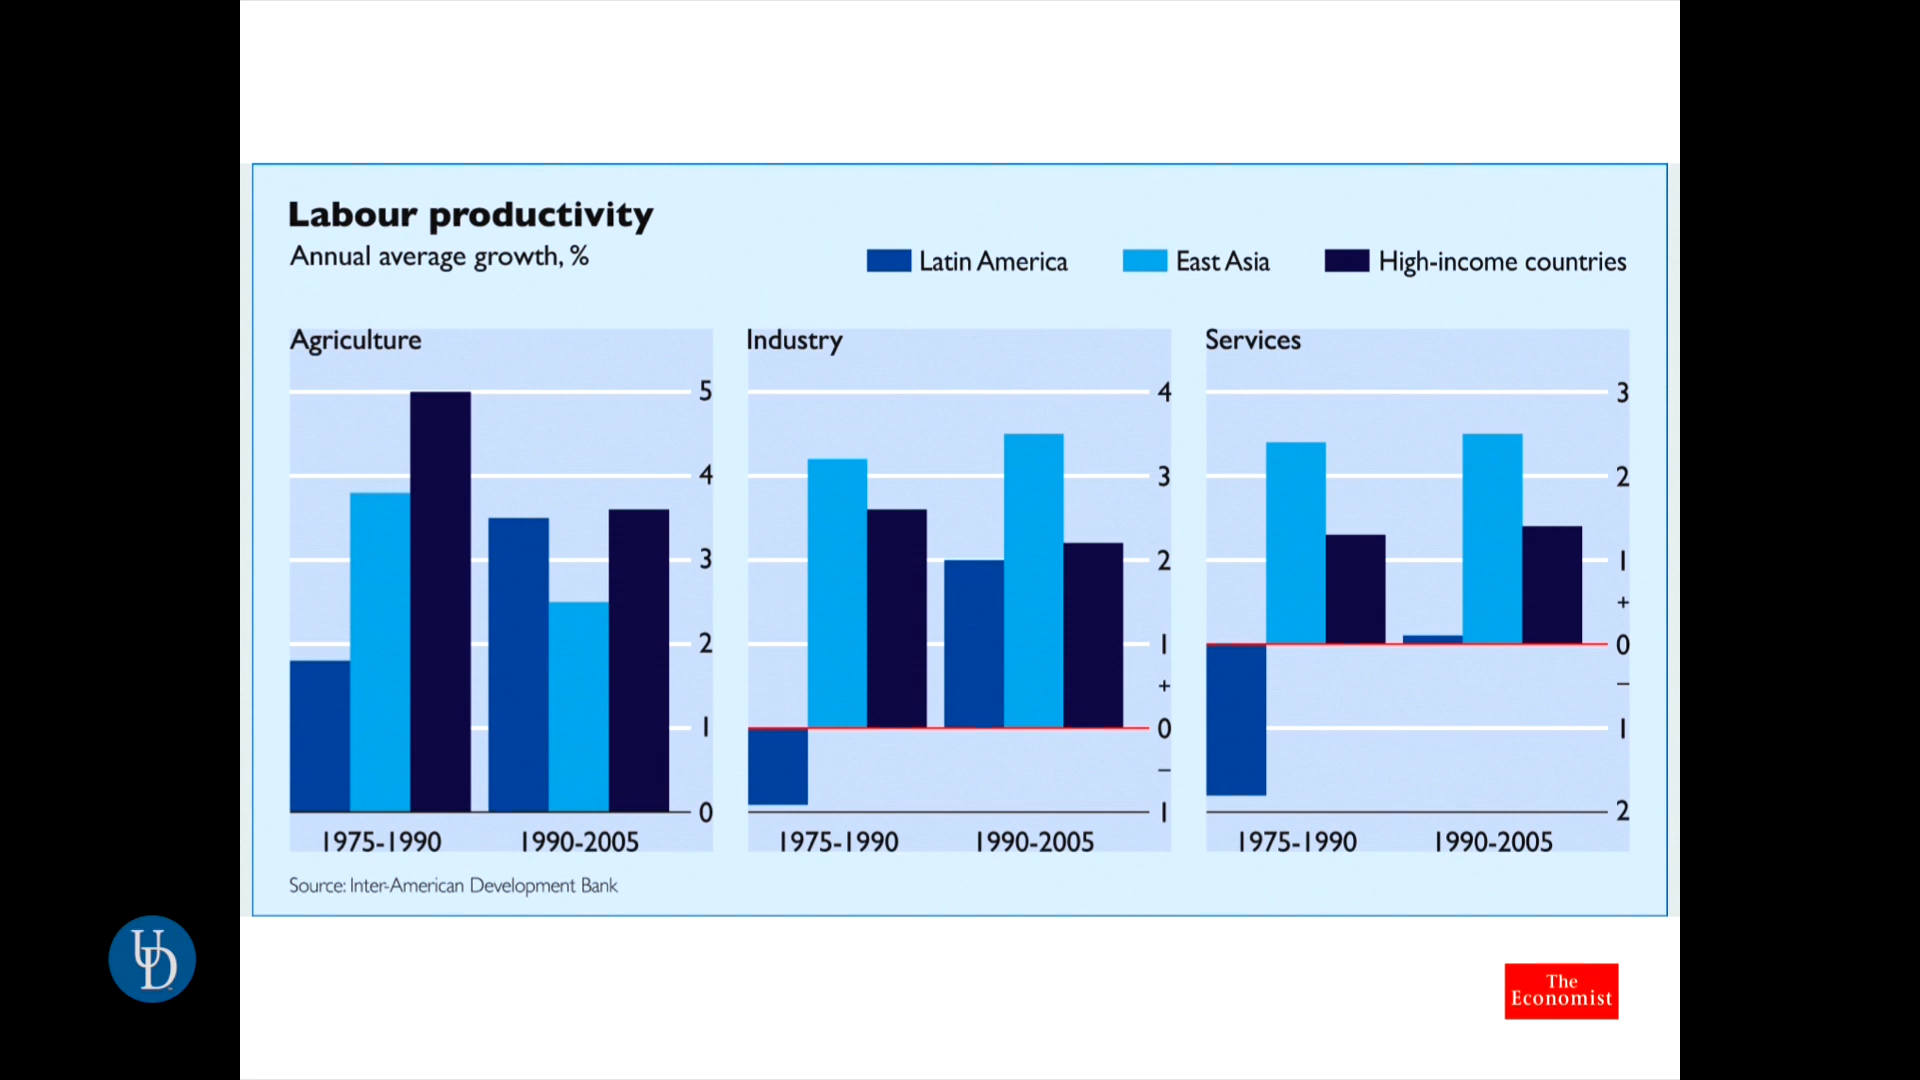 Labour productivity
Annual average growth, %
Latin America
East Asia
High-income countries
Agriculture
5
4
3
2
1
0
1975-1990
1990-2005
Industry
4
3
2
1
+
0
–
1
1975-1990
1990-2005
Services
3
2
1
+
0
–
1
2
1975-1990
1990-2005
Source: Inter-American Development Bank
UD
The
Economist